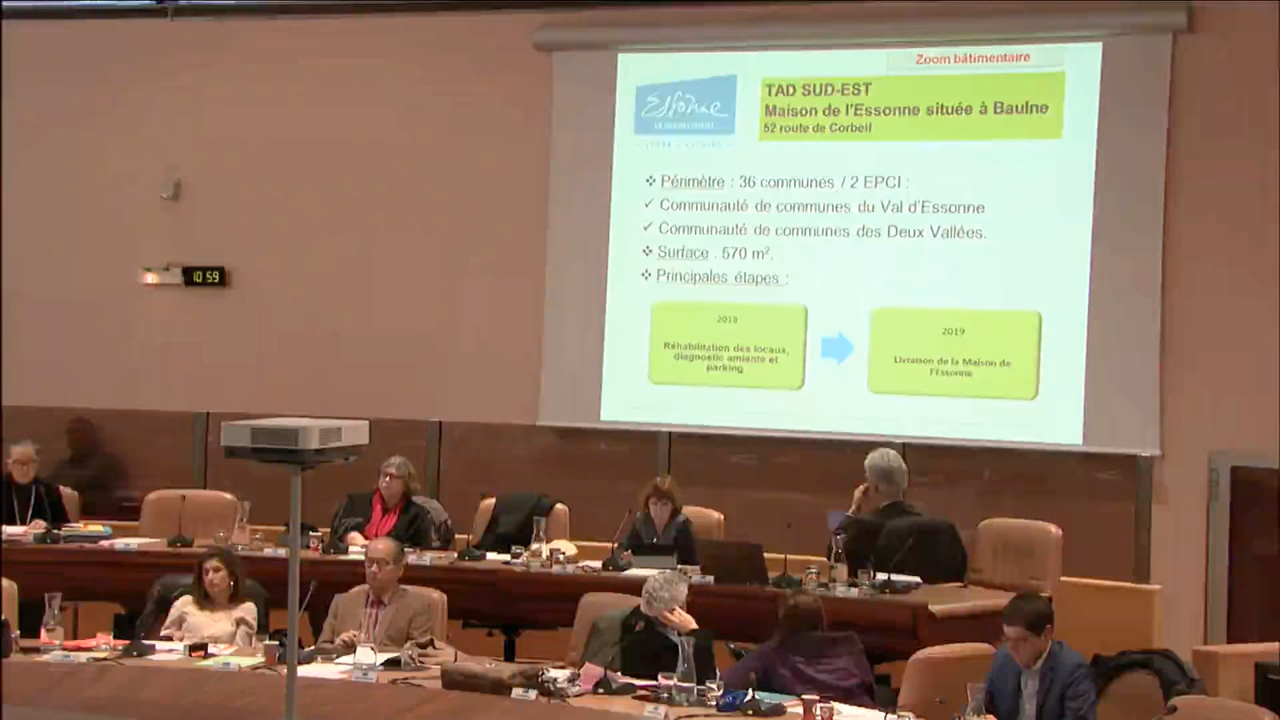 Zoom bâtimentaire
Essonne
TAD SUD-EST
Maison de l'Essonne située à Baulne
52 route de Corbeil
❖ Périmètre : 36 communes / 2 EPCI :
✓ Communauté de communes du Val d'Essonne
✓ Communauté de communes des Deux Vallées.
❖ Surface : 570 m².
❖ Principales étapes :
2018
Réhabilitation des locaux,
diagnostic amiante et
parking
2019
Livraison de la Maison de
l'Essonne
10 59